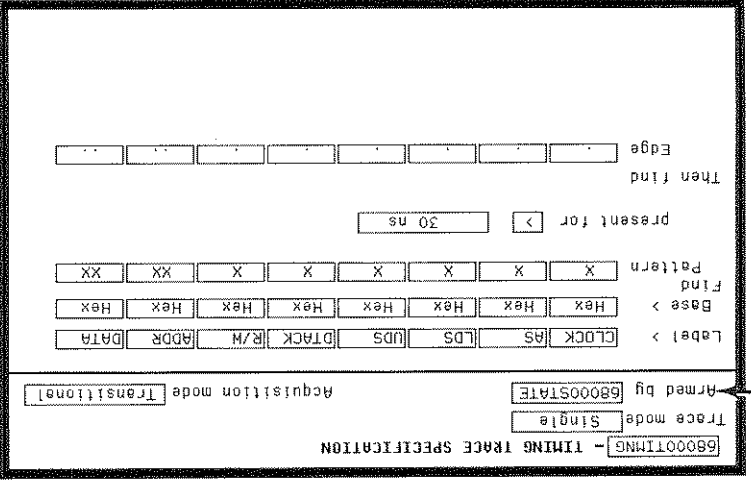 68000TIMNG - TIMING TRACE SPECIFICATION
Trace mode Single
Armed by 68000STATE Acquisition mode Transitional
Label > CLOCK AS LDS UDS DTACK R/W ADDR DATA
Base > Hex Hex Hex Hex Hex Hex Hex Hex
Find
Pattern X X X X X X XX XX
present for > 30 ns
Then find
Edge . . . . . . .. ..